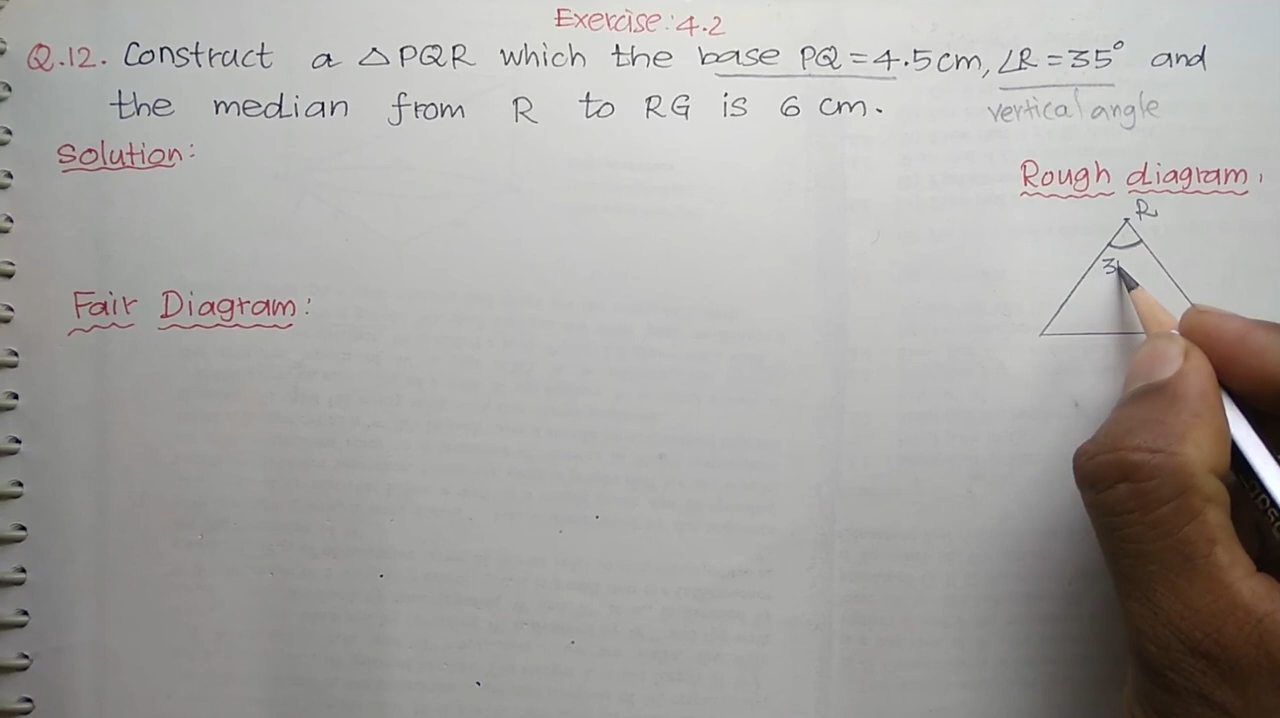 Exercise: 4.2
Q.12. Construct a △PQR which the base PQ = 4.5cm, ∠R = 35° and
the median from R to RG is 6 cm.
vertical angle
Solution:
Rough diagram:
R
3
Fair Diagram: